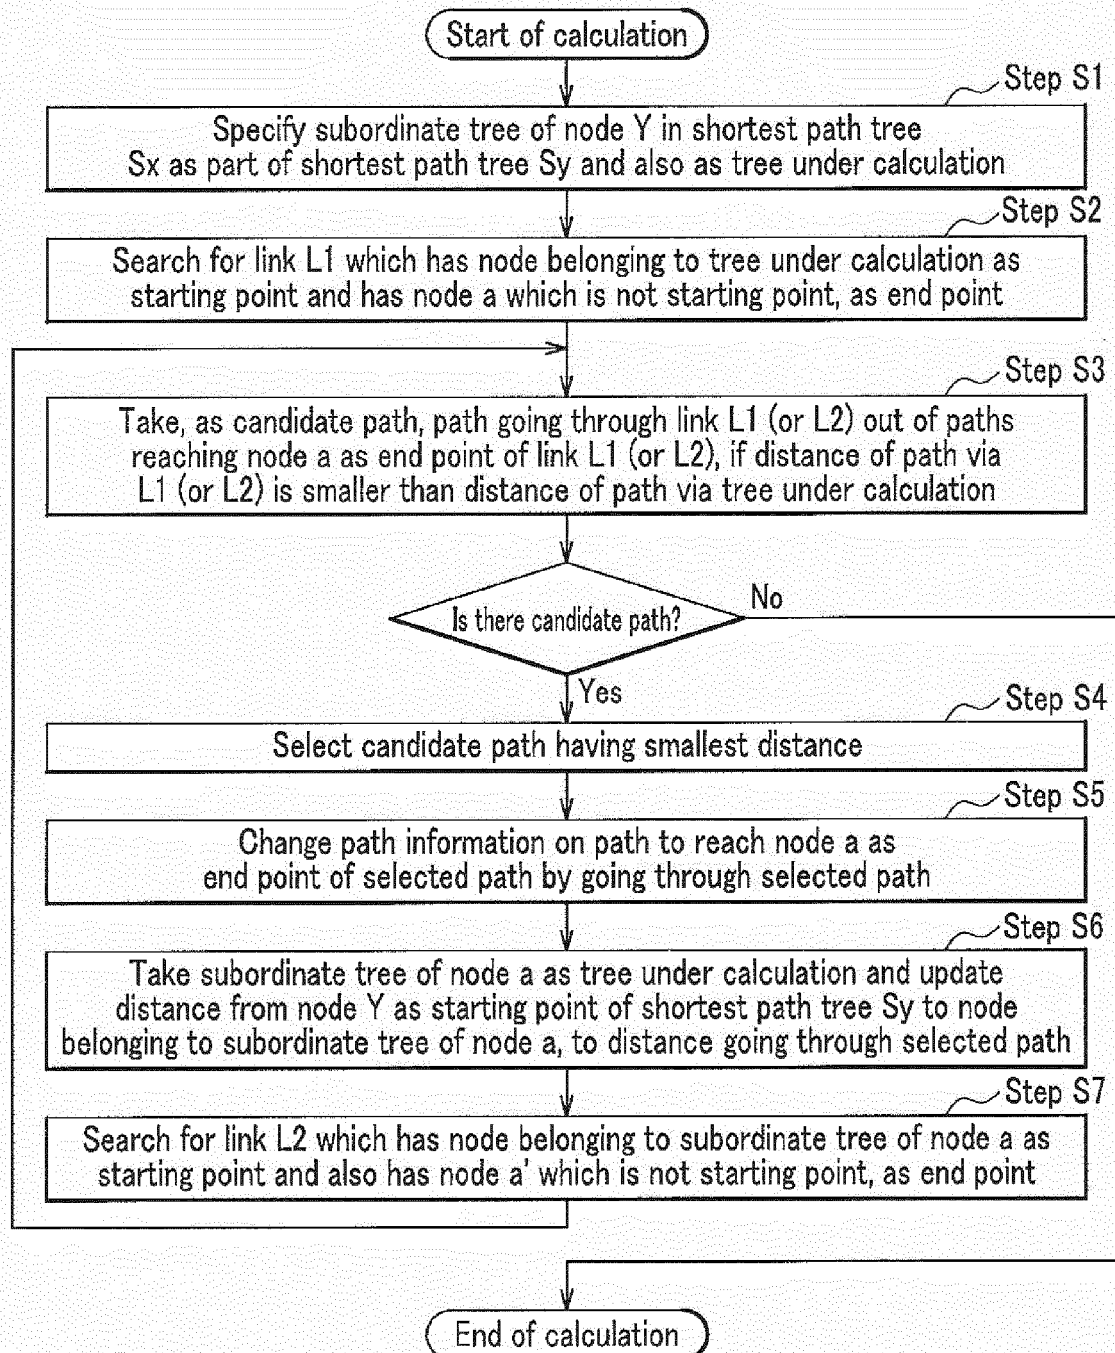 Start of calculation
Step S1
Specify subordinate tree of node Y in shortest path tree
Sx as part of shortest path tree Sy and also as tree under calculation
Step S2
Search for link L1 which has node belonging to tree under calculation as
starting point and has node a which is not starting point, as end point
Step S3
Take, as candidate path, path going through link L1 (or L2) out of paths
reaching node a as end point of link L1 (or L2), if distance of path via
L1 (or L2) is smaller than distance of path via tree under calculation
Is there candidate path?
No
Yes
Step S4
Select candidate path having smallest distance
Step S5
Change path information on path to reach node a as
end point of selected path by going through selected path
Step S6
Take subordinate tree of node a as tree under calculation and update
distance from node Y as starting point of shortest path tree Sy to node
belonging to subordinate tree of node a, to distance going through selected path
Step S7
Search for link L2 which has node belonging to subordinate tree of node a as
starting point and also has node a' which is not starting point, as end point
End of calculation